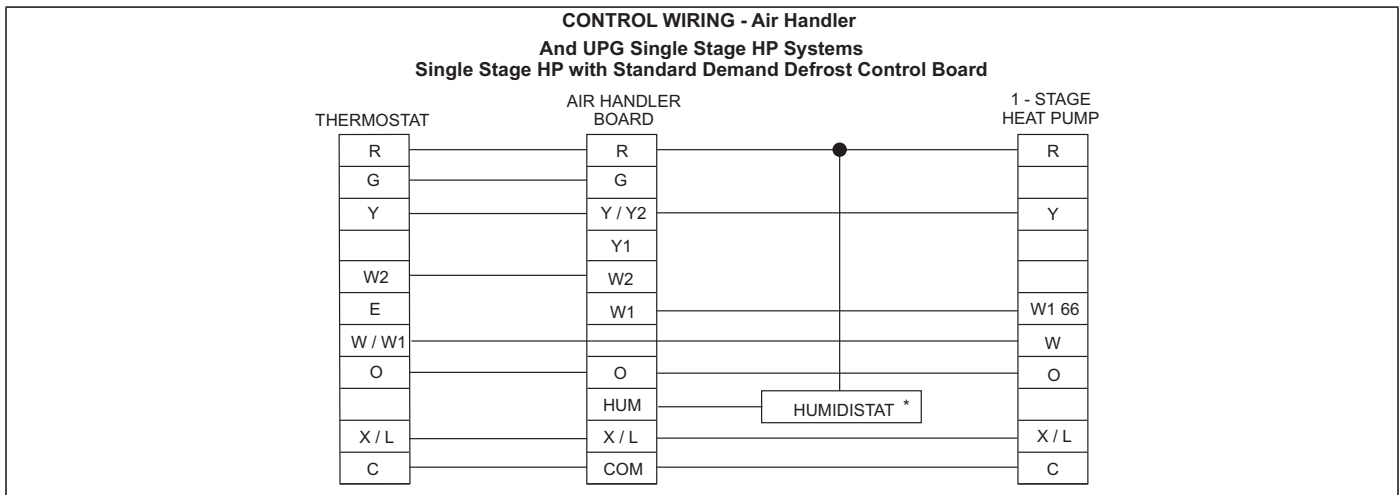 CONTROL WIRING - Air Handler
And UPG Single Stage HP Systems
Single Stage HP with Standard Demand Defrost Control Board
THERMOSTAT
AIR HANDLER
BOARD
1 - STAGE
HEAT PUMP
R
R
R
G
G
Y
Y / Y2
Y
Y1
W2
W2
E
W1
W1 66
W / W1
W
O
O
O
HUM
HUMIDISTAT *
X / L
X / L
X / L
C
COM
C